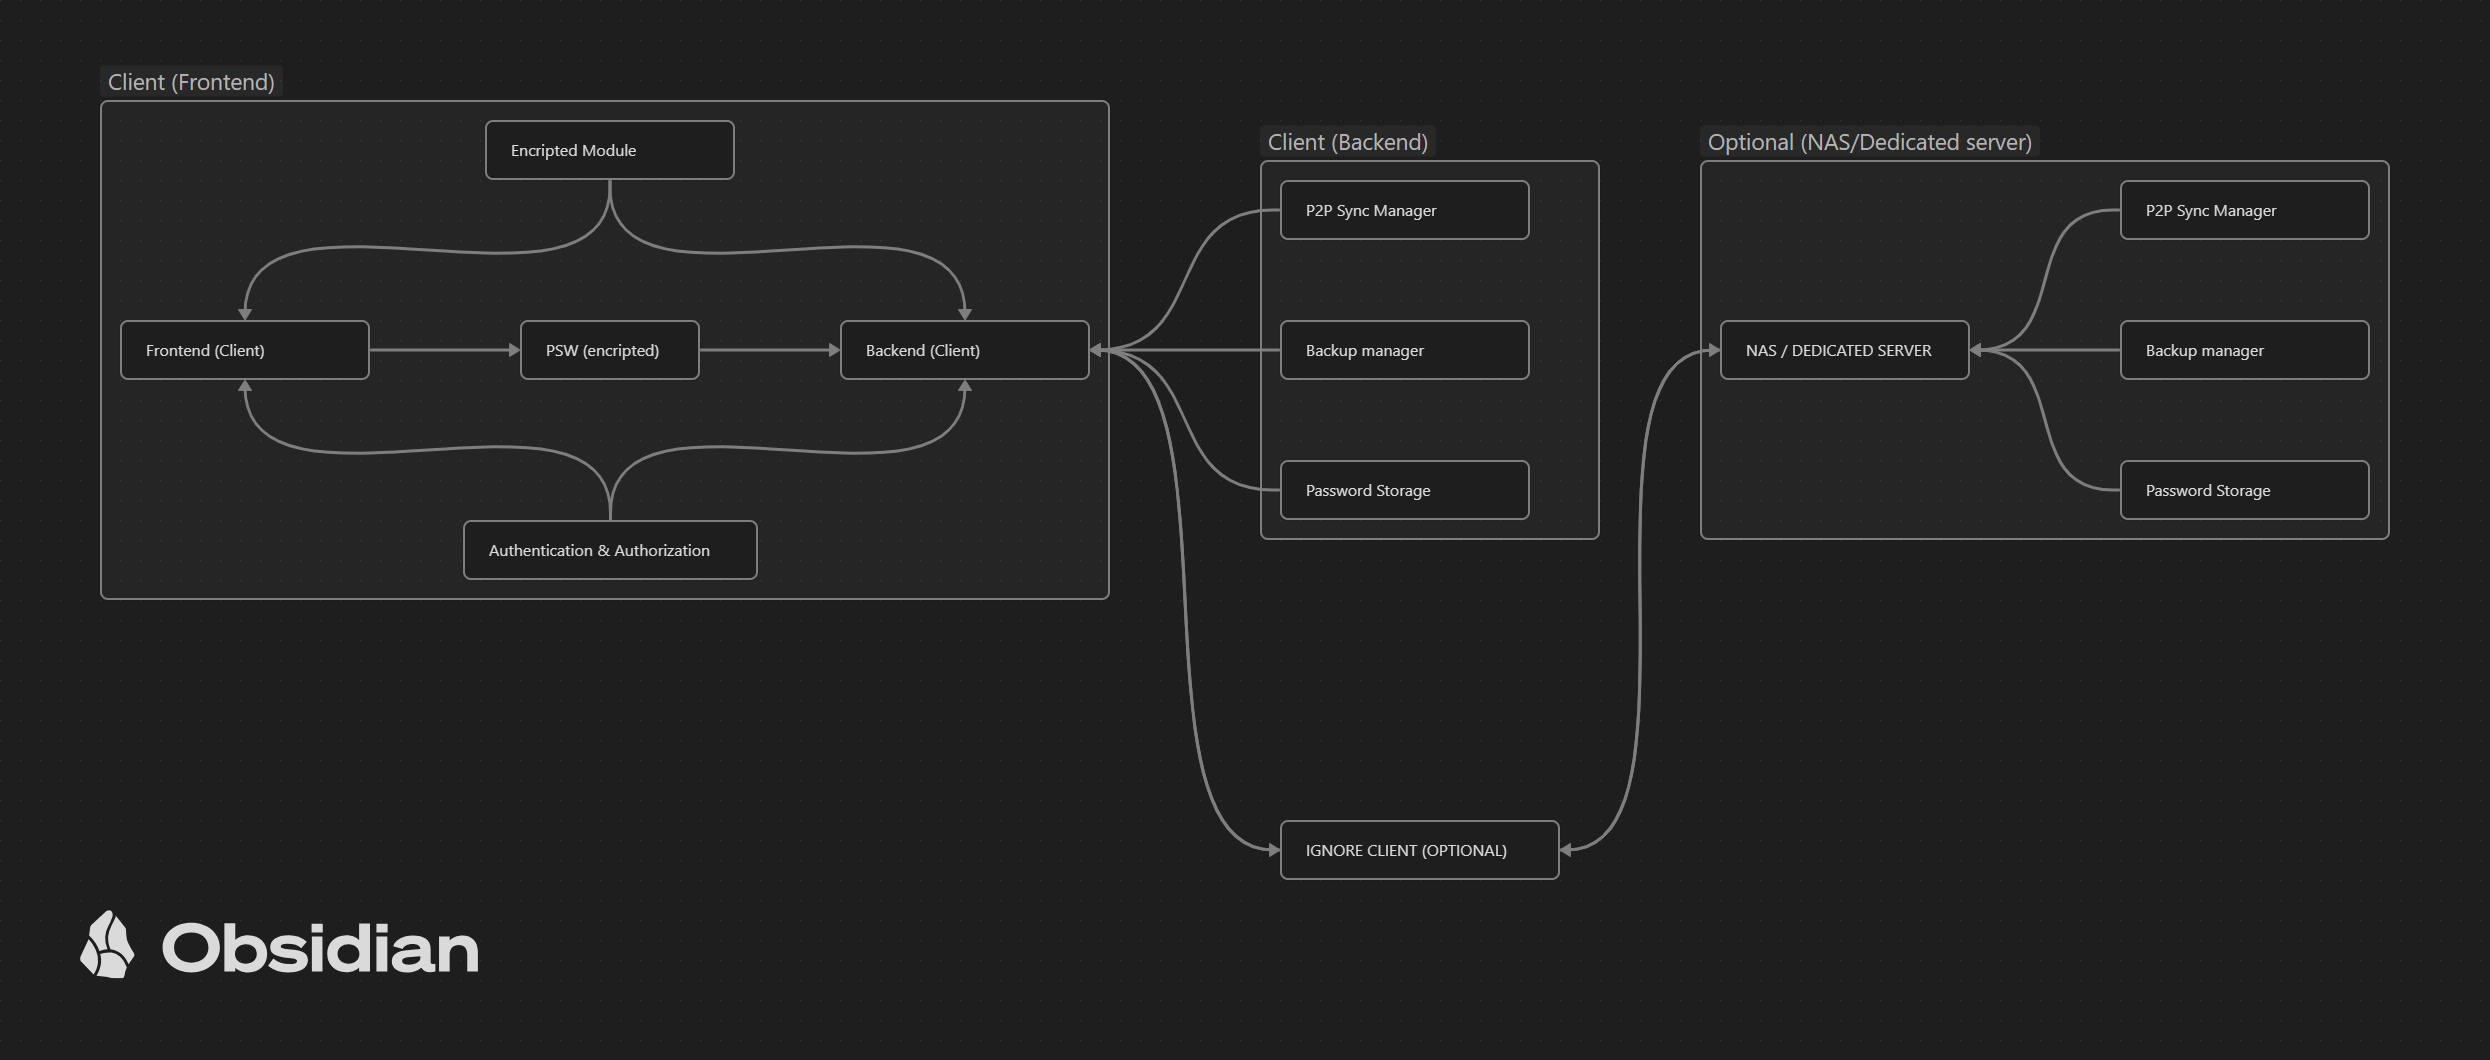 Client (Frontend)
Encripted Module
Frontend (Client)
PSW (encripted)
Backend (Client)
Authentication & Authorization
Client (Backend)
P2P Sync Manager
Backup manager
Password Storage
Optional (NAS/Dedicated server)
NAS / DEDICATED SERVER
P2P Sync Manager
Backup manager
Password Storage
IGNORE CLIENT (OPTIONAL)
Obsidian